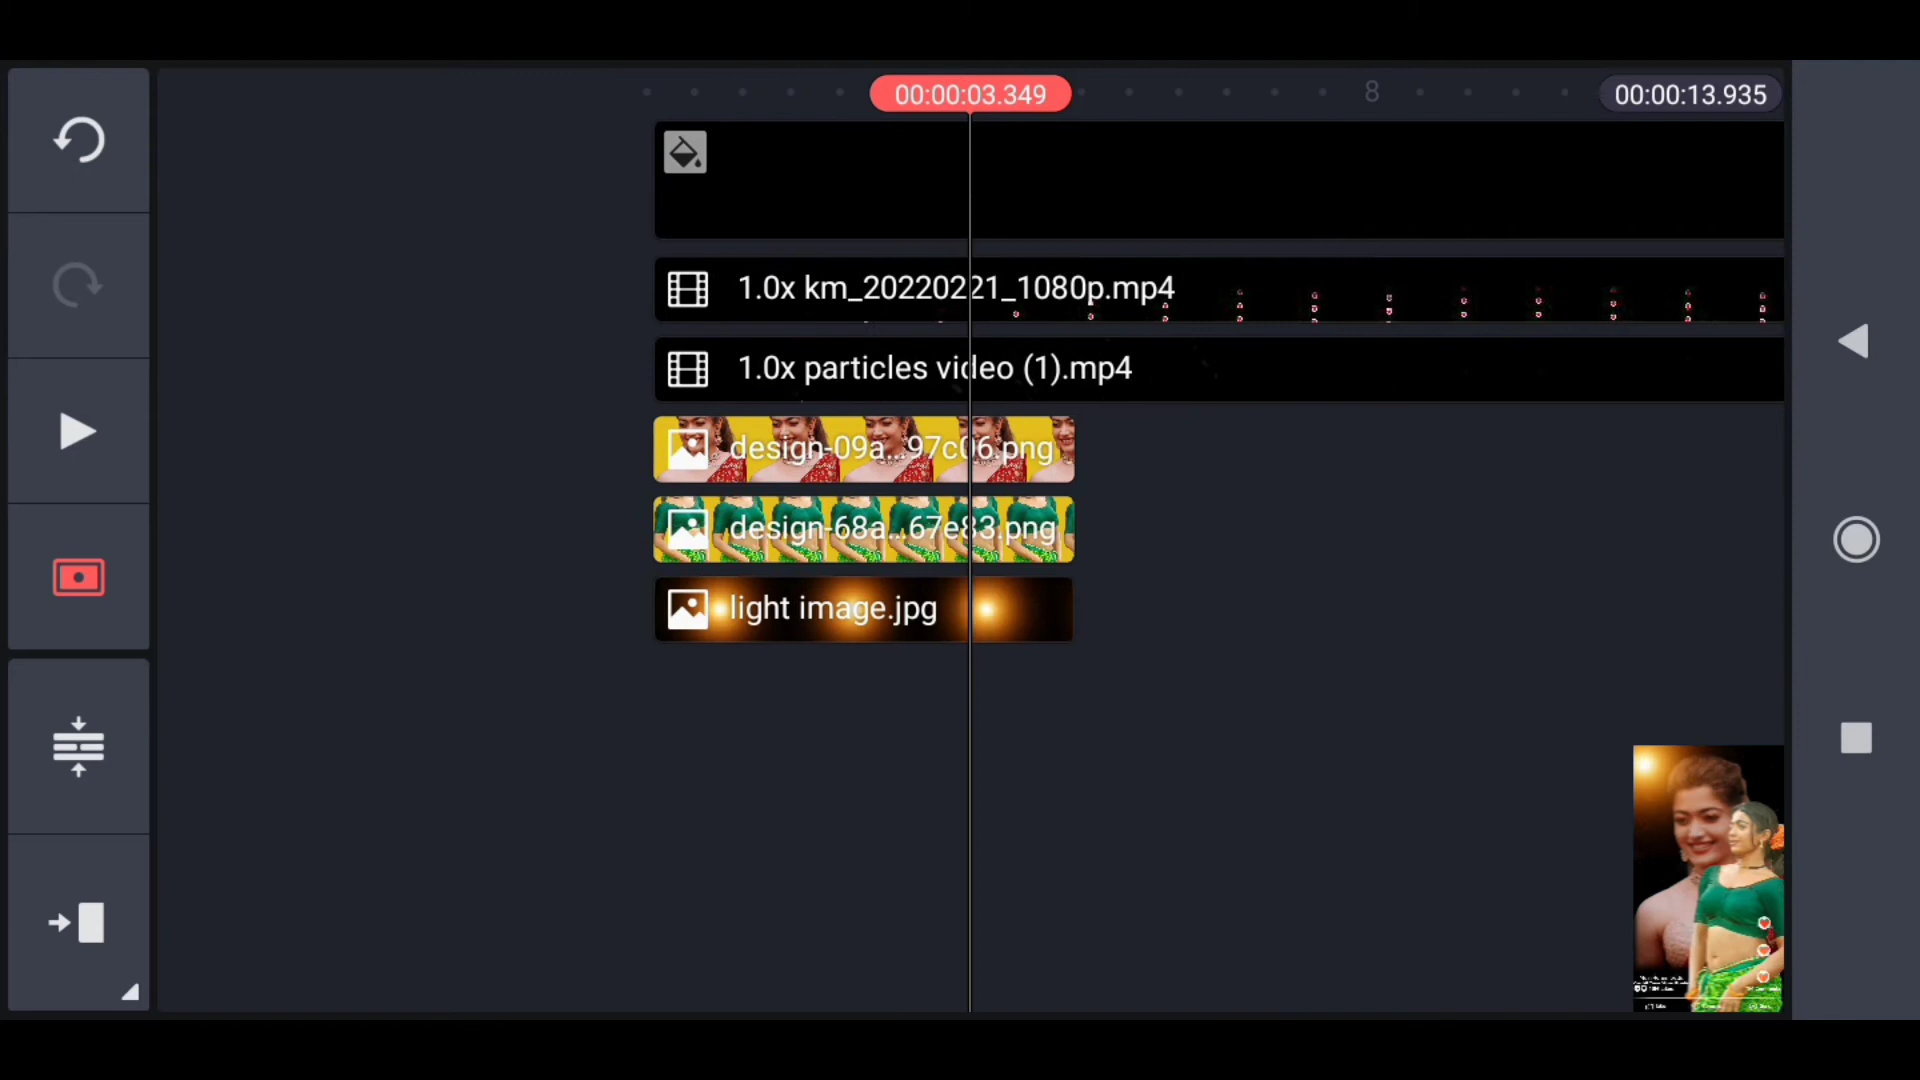 00:00:03.349
8
00:00:13.935
1.0x km_20220221_1080p.mp4
1.0x particles video (1).mp4
design-09a...97c06.png
design-68a...67e83.png
light image.jpg